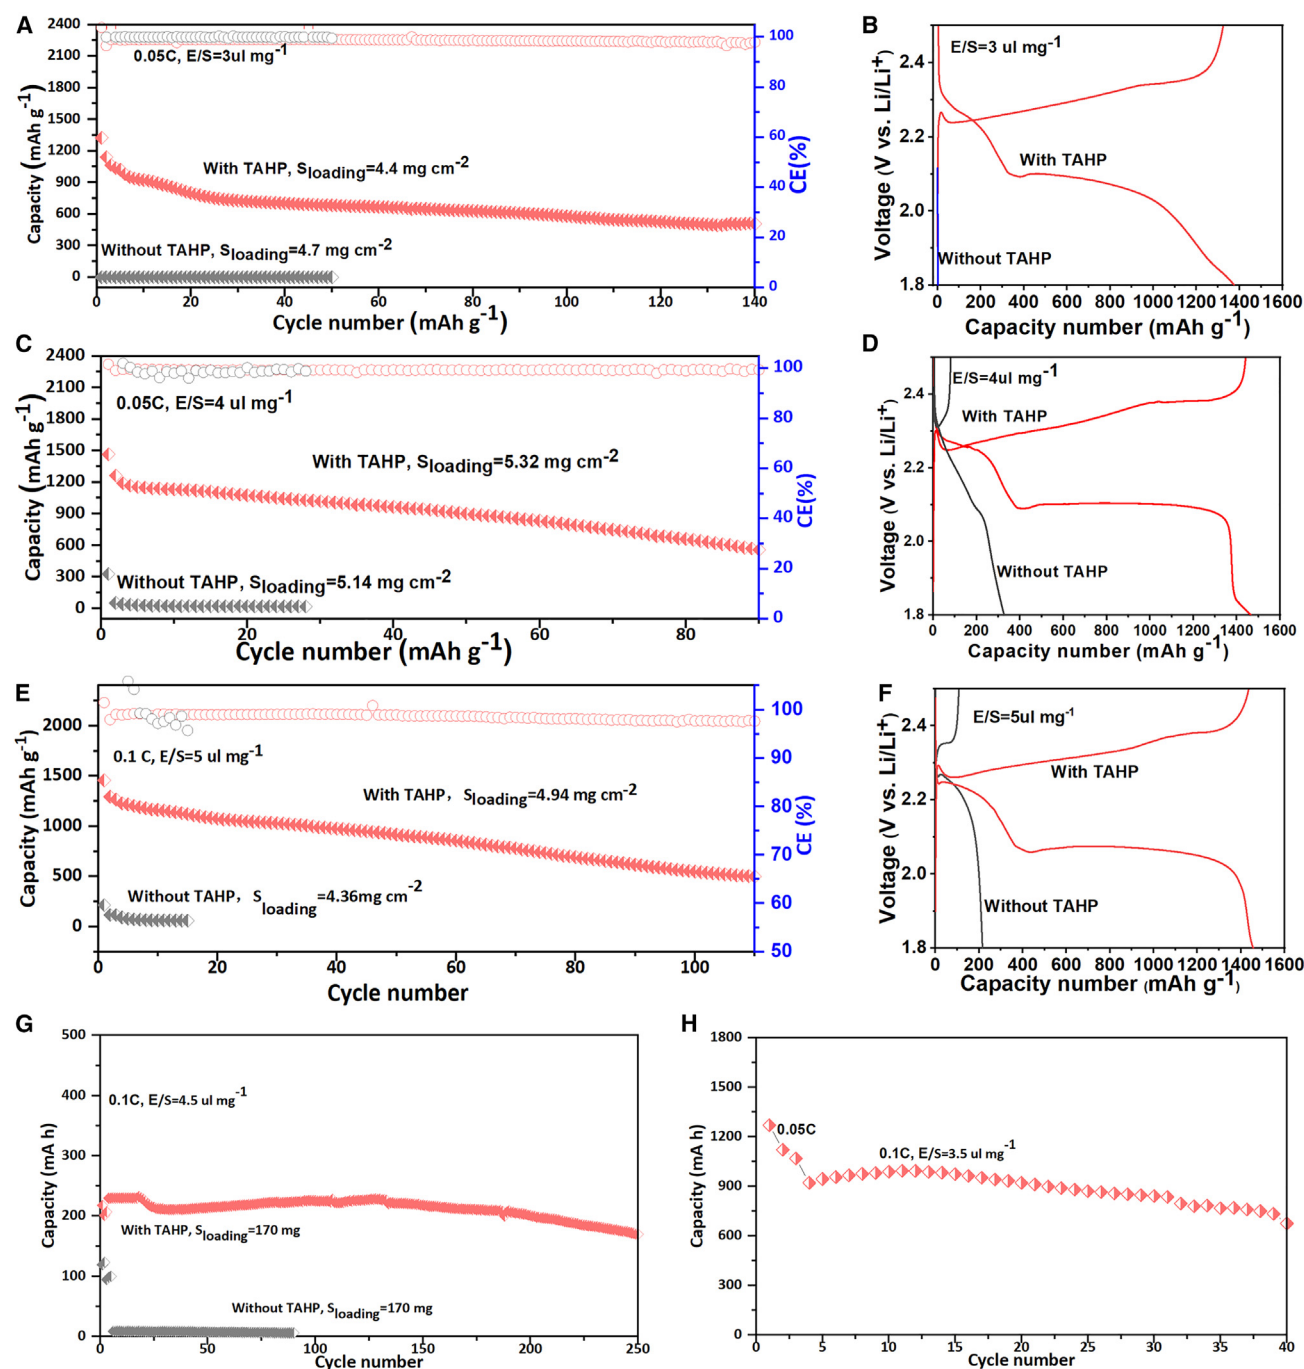 A
2400
2100
1800
1500
1200
900
600
300
0
Capacity (mAh g-1)
0.05C, E/S=3ul mg-1
With TAHP, Sloading=4.4 mg cm-2
Without TAHP, Sloading=4.7 mg cm-2
100
80
60
40
20
0
CE(%)
0 20 40 60 80 100 120 140
Cycle number (mAh g-1)
B
2.4
2.2
2.0
1.8
Voltage (V vs. Li/Li+)
E/S=3 ul mg-1
With TAHP
Without TAHP
0 200 400 600 800 1000 1200 1400 1600
Capacity number (mAh g-1)
C
2400
2100
1800
1500
1200
900
600
300
0
Capacity (mAh g-1)
0.05C, E/S=4 ul mg-1
With TAHP, Sloading=5.32 mg cm-2
Without TAHP, Sloading=5.14 mg cm-2
100
80
60
40
20
0
CE(%)
0 20 40 60 80
Cycle number (mAh g-1)
D
2.4
2.2
2.0
1.8
Voltage (V vs. Li/Li+)
E/S=4ul mg-1
With TAHP
Without TAHP
0 200 400 600 800 1000 1200 1400 1600
Capacity number (mAh g-1)
E
2000
1500
1000
500
0
Capacity (mAh g-1)
0.1 C, E/S=5 ul mg-1
With TAHP, Sloading=4.94 mg cm-2
Without TAHP, Sloading=4.36mg cm-2
100
90
80
70
60
50
CE (%)
0 20 40 60 80 100
Cycle number
F
2.4
2.2
2.0
1.8
Voltage (V vs. Li/Li+)
E/S=5ul mg-1
With TAHP
Without TAHP
0 200 400 600 800 1000 1200 1400 1600
Capacity number (mAh g-1)
G
500
400
300
200
100
0
Capacity (mA h)
0.1C, E/S=4.5 ul mg-1
With TAHP, Sloading=170 mg
Without TAHP, Sloading=170 mg
0 50 100 150 200 250
Cycle number
H
1800
1500
1200
900
600
300
0
Capacity (mA h)
0.05C
0.1C, E/S=3.5 ul mg-1
0 5 10 15 20 25 30 35 40
Cycle number